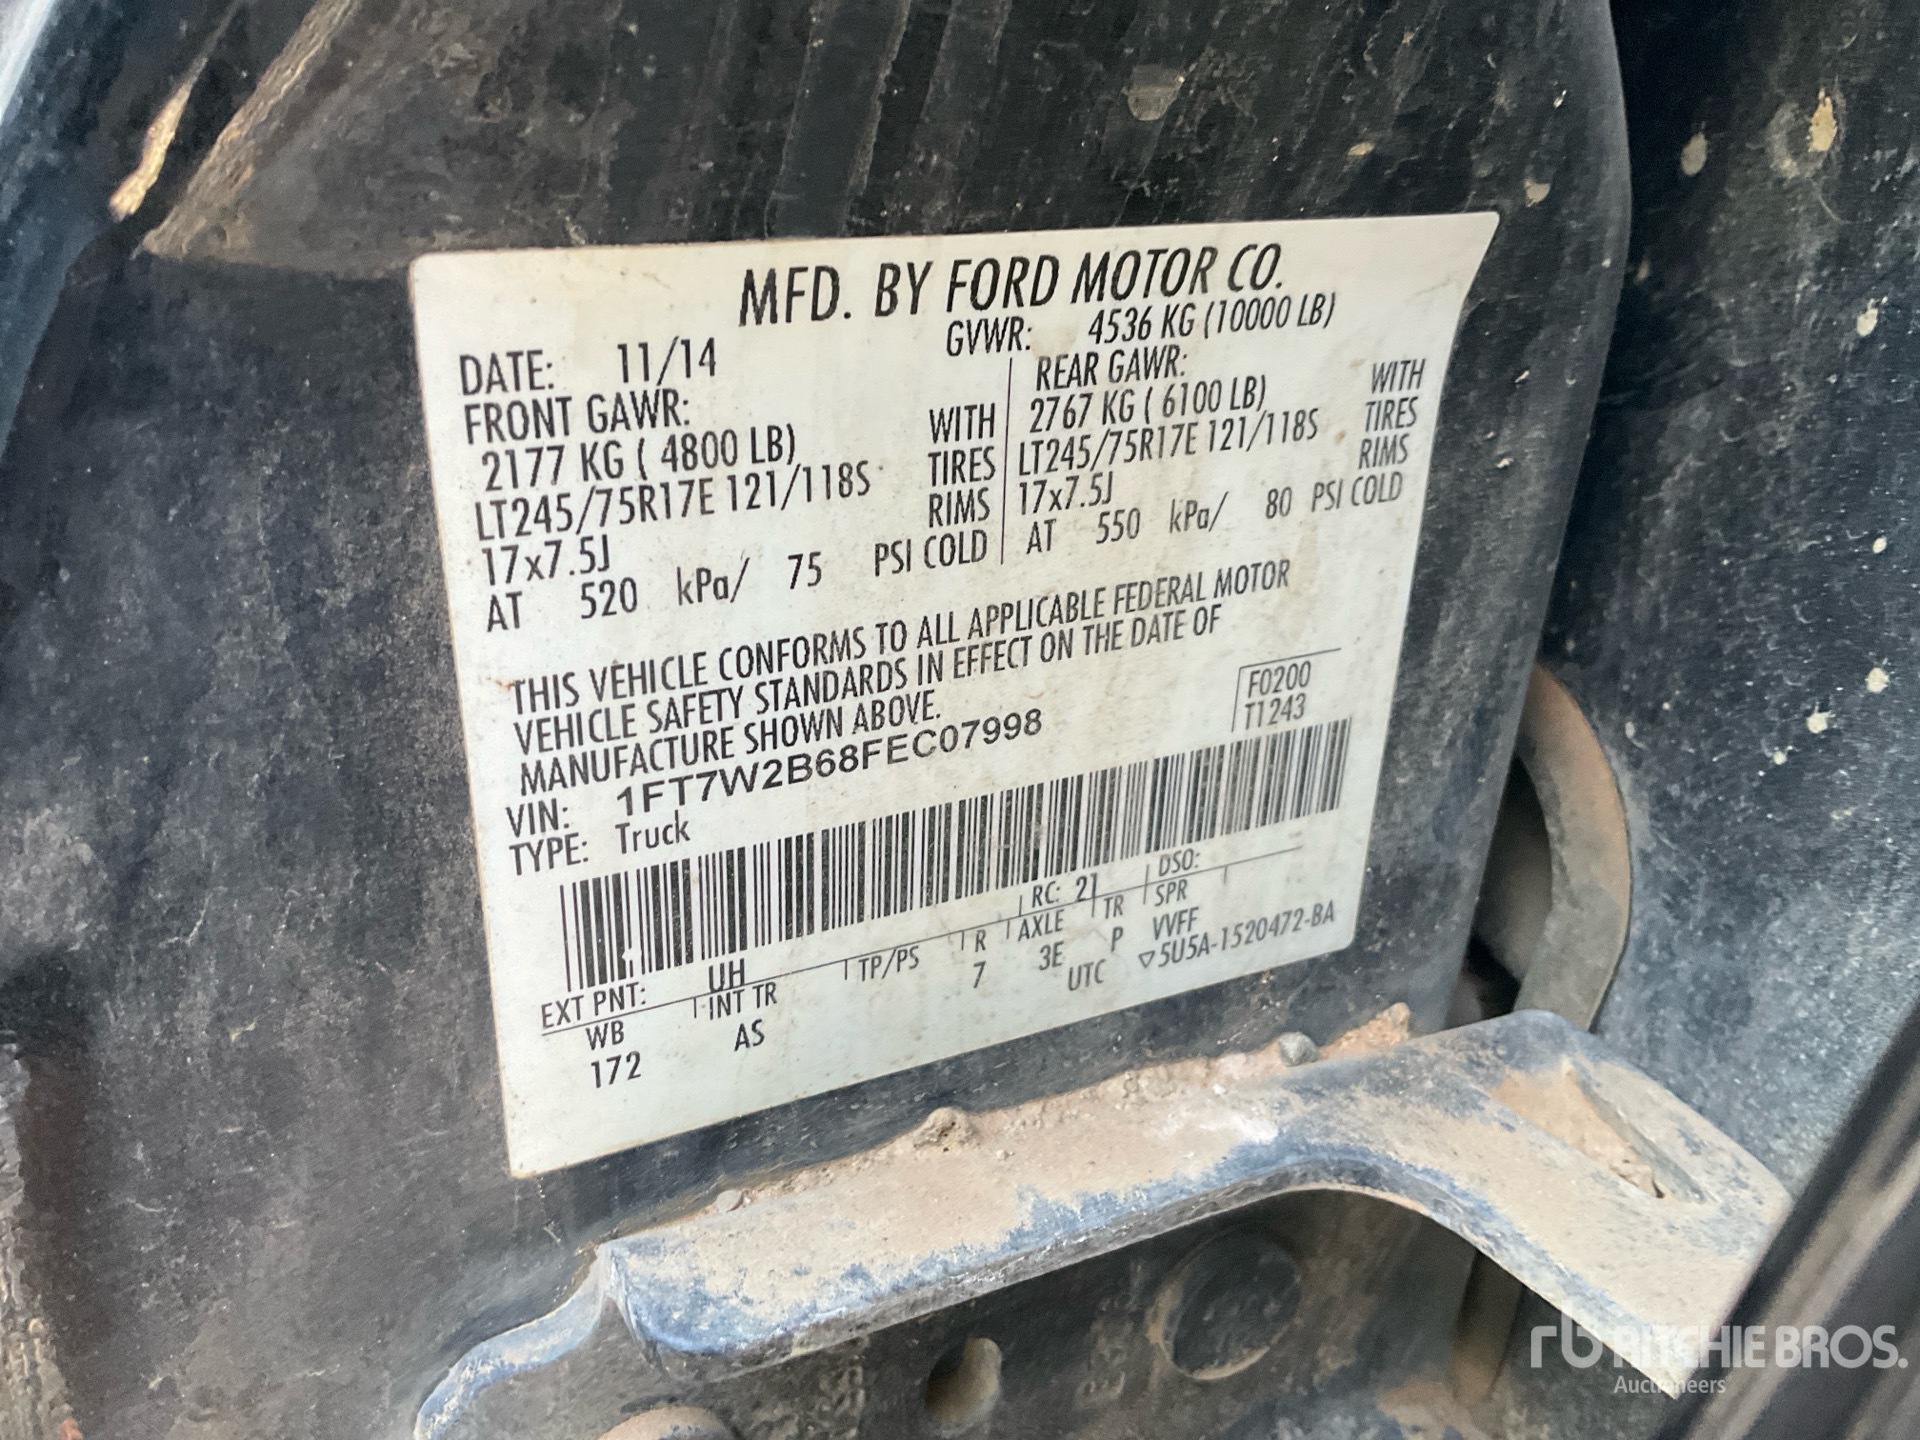 MFD. BY FORD MOTOR CO.
DATE: 11/14 GVWR: 4536 KG (10000 LB)
FRONT GAWR: REAR GAWR:
2177 KG ( 4800 LB) WITH 2767 KG ( 6100 LB) WITH
LT245/75R17E 121/118S TIRES LT245/75R17E 121/118S TIRES
17x7.5J RIMS 17x7.5J RIMS
AT 520 kPa/ 75 PSI COLD AT 550 kPa/ 80 PSI COLD
THIS VEHICLE CONFORMS TO ALL APPLICABLE FEDERAL MOTOR
VEHICLE SAFETY STANDARDS IN EFFECT ON THE DATE OF
MANUFACTURE SHOWN ABOVE.
F0200
T1243
VIN: 1FT7W2B68FEC07998
TYPE: Truck
EXT PNT: UH RC: 21 DSO:
WB INT TR TP/PS R AXLE TR SPR
172 AS 7 3E P VVFF
UTC ▽5U5A-1520472-BA
rb RITCHIE BROS.
Auctioneers